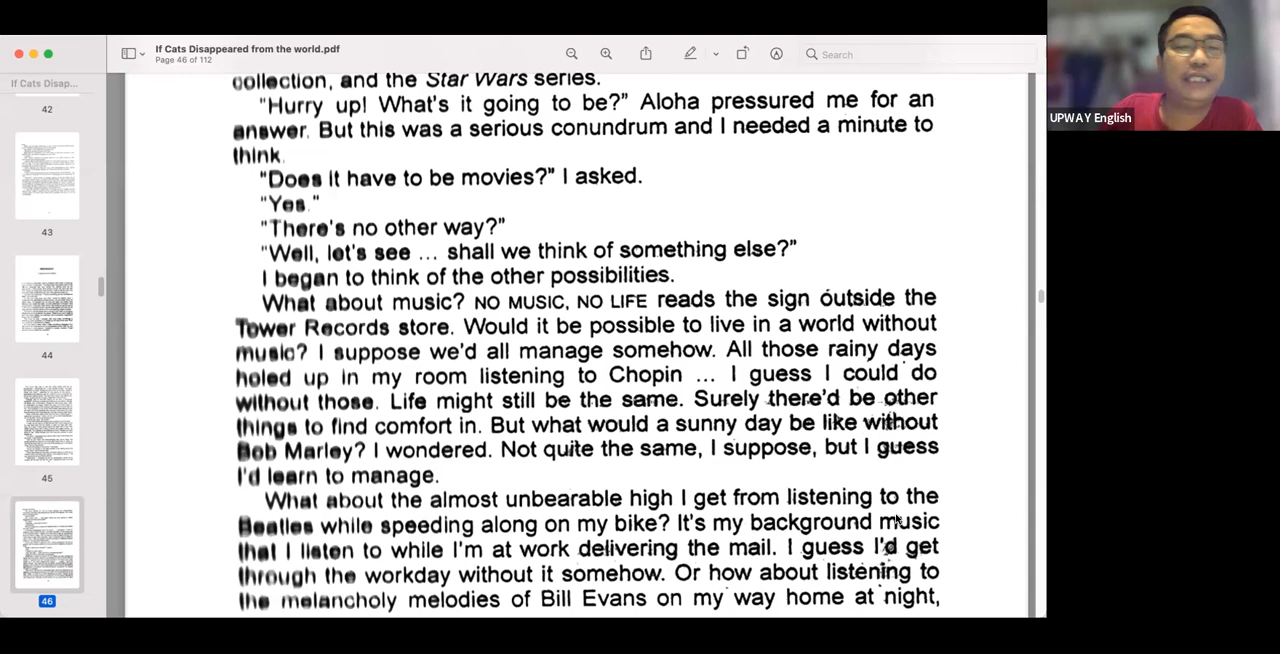 If Cats Disappeared from the world.pdf
Page 46 of 112
Search
If Cats Disap...
42
43
44
45
46
UPWAY English
collection, and the Star Wars series.
"Hurry up! What's it going to be?" Aloha pressured me for an
answer. But this was a serious conundrum and I needed a minute to
think.
"Does it have to be movies?" I asked.
"Yes."
"There's no other way?"
"Well, let's see ... shall we think of something else?"
I began to think of the other possibilities.
What about music? NO MUSIC, NO LIFE reads the sign outside the
Tower Records store. Would it be possible to live in a world without
music? I suppose we'd all manage somehow. All those rainy days
holed up in my room listening to Chopin ... I guess I could do
without those. Life might still be the same. Surely there'd be other
things to find comfort in. But what would a sunny day be like without
Bob Marley? I wondered. Not quite the same, I suppose, but I guess
I'd learn to manage.
What about the almost unbearable high I get from listening to the
Beatles while speeding along on my bike? It's my background music
that I listen to while I'm at work delivering the mail. I guess I'd get
through the workday without it somehow. Or how about listening to
the melancholy melodies of Bill Evans on my way home at night,